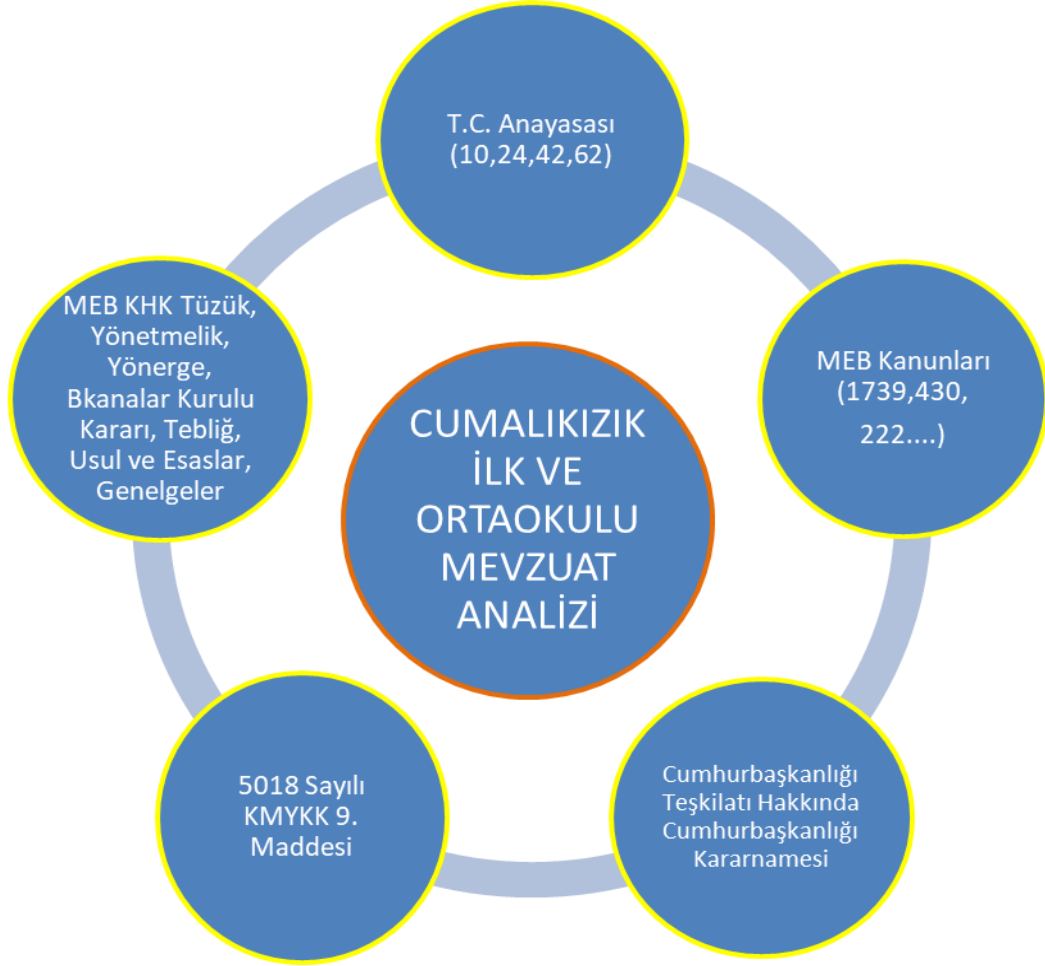 T.C. Anayasası
(10,24,42,62)
MEB Kanunları
(1739,430,
222....)
Cumhurbaşkanlığı
Teşkilatı Hakkında
Cumhurbaşkanlığı
Kararnamesi
5018 Sayılı
KMYKK 9.
Maddesi
MEB KHK Tüzük,
Yönetmelik,
Yönerge,
Bkanalar Kurulu
Kararı, Tebliğ,
Usul ve Esaslar,
Genelgeler
CUMALIKIZIK
İLK VE
ORTAOKULU
MEVZUAT
ANALİZİ